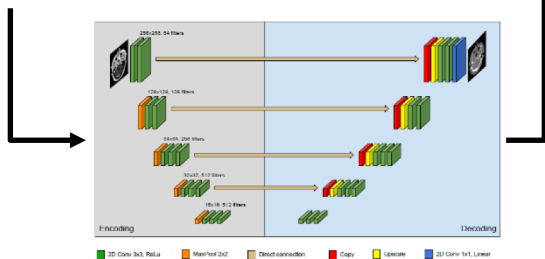 256x256, 64 filters
128x128, 128 filters
64x64, 256 filters
32x32, 512 filters
16x16, 512 filters
Encoding
Decoding
2D Conv 3x3, ReLu
MaxPool 2x2
Direct connection
Copy
Upscale
2D Conv 1x1, Linear